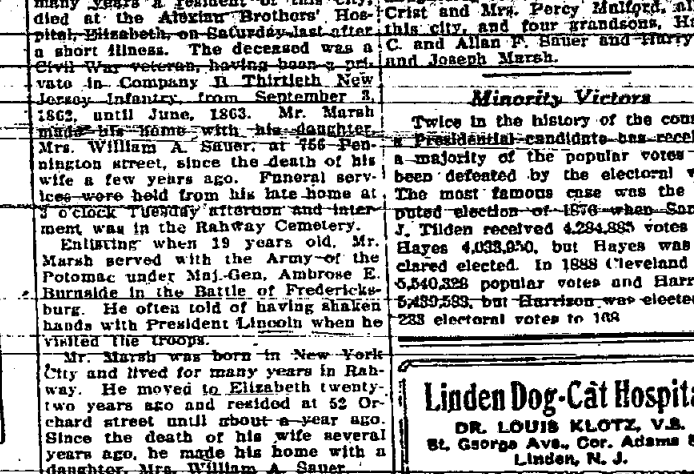 many years a resident of this city,
died at the Alexian Brothers' Hos-
pital, Elizabeth, on Saturday last after
a short illness. The deceased was a
Civil War veteran, having been a pri-
vate in Company B Thirtieth New
Jersey Infantry, from September 3,
1862, until June, 1863. Mr. Marsh
made his home with his daughter,
Mrs. William A. Sauer, at 756 Pen-
nington street, since the death of his
wife a few years ago. Funeral serv-
ices were held from his late home at
3 o'clock Tuesday afternon and inter-
ment was in the Rahway Cemetery.
Enlisting when 19 years old, Mr.
Marsh served with the Army of the
Potomac under Maj-Gen, Ambrose E.
Burnside in the Battle of Fredericks-
burg. He often told of having shaken
hands with President Lincoln when he
visited the troops.
Mr. Marsh was born in New York
City and lived for many years in Rah-
way. He moved to Elizabeth twenty-
two years ago and resided at 52 Or-
chard street until about a year ago.
Since the death of his wife several
years ago, he made his home with a
daughter, Mrs. William A. Sauer.
Crist and Mrs. Percy Malford, al
this city, and four grandsons, H
C. and Allan F. Sauer and Harry
and Joseph Marsh.
Minority Victors
Twice in the history of the cou
a Presidential candidate has recei
a majority of the popular votes
been defeated by the electoral v
The most famous case was the
puted election of 1876 when Sam
J. Tilden received 4,284,885 votes
Hayes 4,033,950, but Hayes was
clared elected. In 1888 Cleveland
5,540,328 popular votes and Harr
5,439,583, but Harrison was electe
233 electoral votes to 168
Linden Dog-Cat Hospita
DR. LOUIS KLOTZ, V.S.
St. George Ave., Cor. Adams S
Linden, N. J.